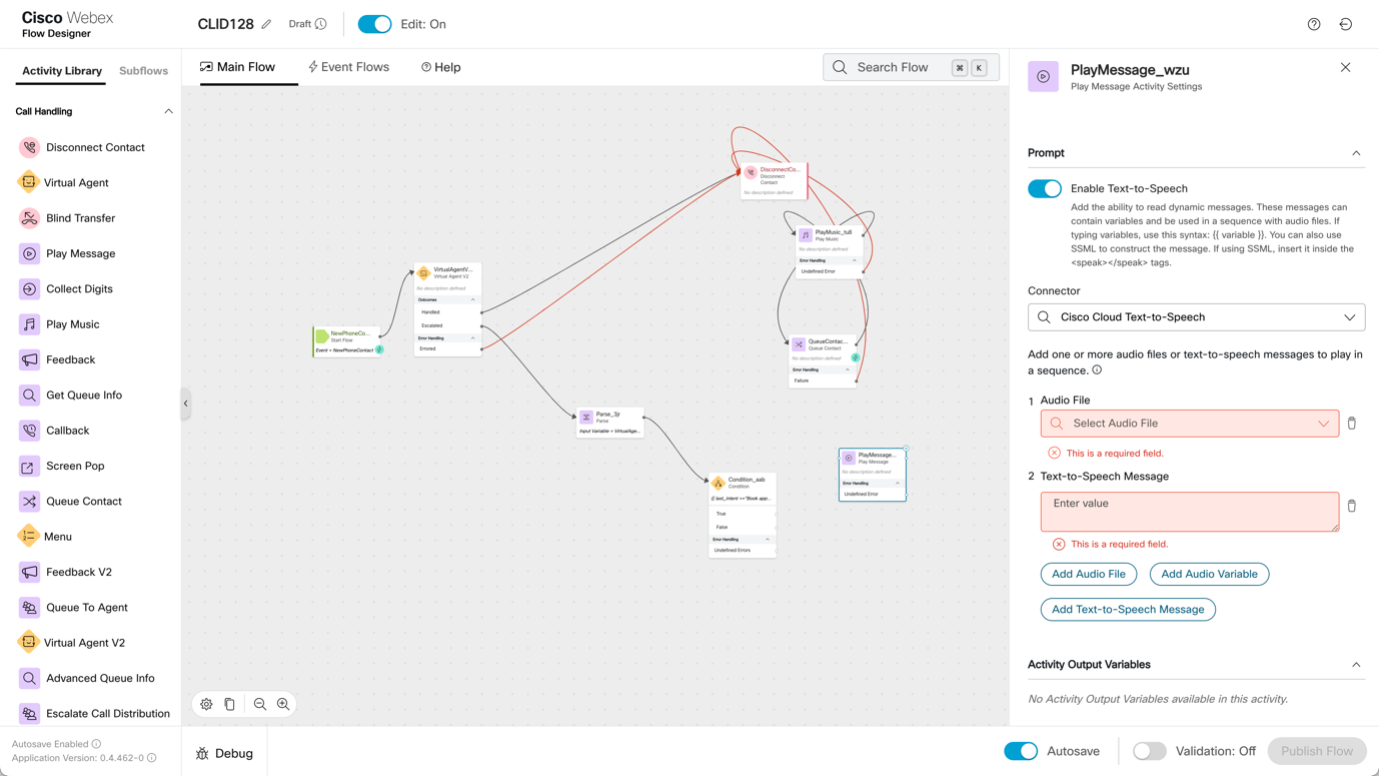 Cisco Webex
Flow Designer
CLID128
Draft
Edit: On
Activity Library
Subflows
Call Handling
Disconnect Contact
Virtual Agent
Blind Transfer
Play Message
Collect Digits
Play Music
Feedback
Get Queue Info
Callback
Screen Pop
Queue Contact
Menu
Feedback V2
Queue To Agent
Virtual Agent V2
Advanced Queue Info
Escalate Call Distribution
Autosave Enabled
Application Version: 0.4.462-0
Main Flow
Event Flows
Help
Search Flow
⌘ K
NewPhoneCo...
Start Flow
Event = NewPhoneContact
VirtualAgentV...
Virtual Agent V2
No description defined
Outcomes
Handled
Escalated
Error Handling
Errored
DisconnectCo...
Disconnect
Contact
No description defined
PlayMusic_tu8
Play Music
No description defined
Error Handling
Undefined Error
QueueContac...
Queue Contact
No description defined
Error Handling
Failure
Parse_3jr
Parse
Input Variable = VirtualAge...
Condition_aab
Condition
{{ last_intent =="Book app...
True
False
Error Handling
Undefined Errors
PlayMessage...
Play Message
No description defined
Error Handling
Undefined Error
Debug
PlayMessage_wzu
Play Message Activity Settings
Prompt
Enable Text-to-Speech
Add the ability to read dynamic messages. These messages can
contain variables and be used in a sequence with audio files. If
typing variables, use this syntax: {{ variable }}. You can also use
SSML to construct the message. If using SSML, insert it inside the
<speak></speak> tags.
Connector
Cisco Cloud Text-to-Speech
Add one or more audio files or text-to-speech messages to play in
a sequence.
1 Audio File
Select Audio File
This is a required field.
2 Text-to-Speech Message
Enter value
This is a required field.
Add Audio File
Add Audio Variable
Add Text-to-Speech Message
Activity Output Variables
No Activity Output Variables available in this activity.
Autosave
Validation: Off
Publish Flow